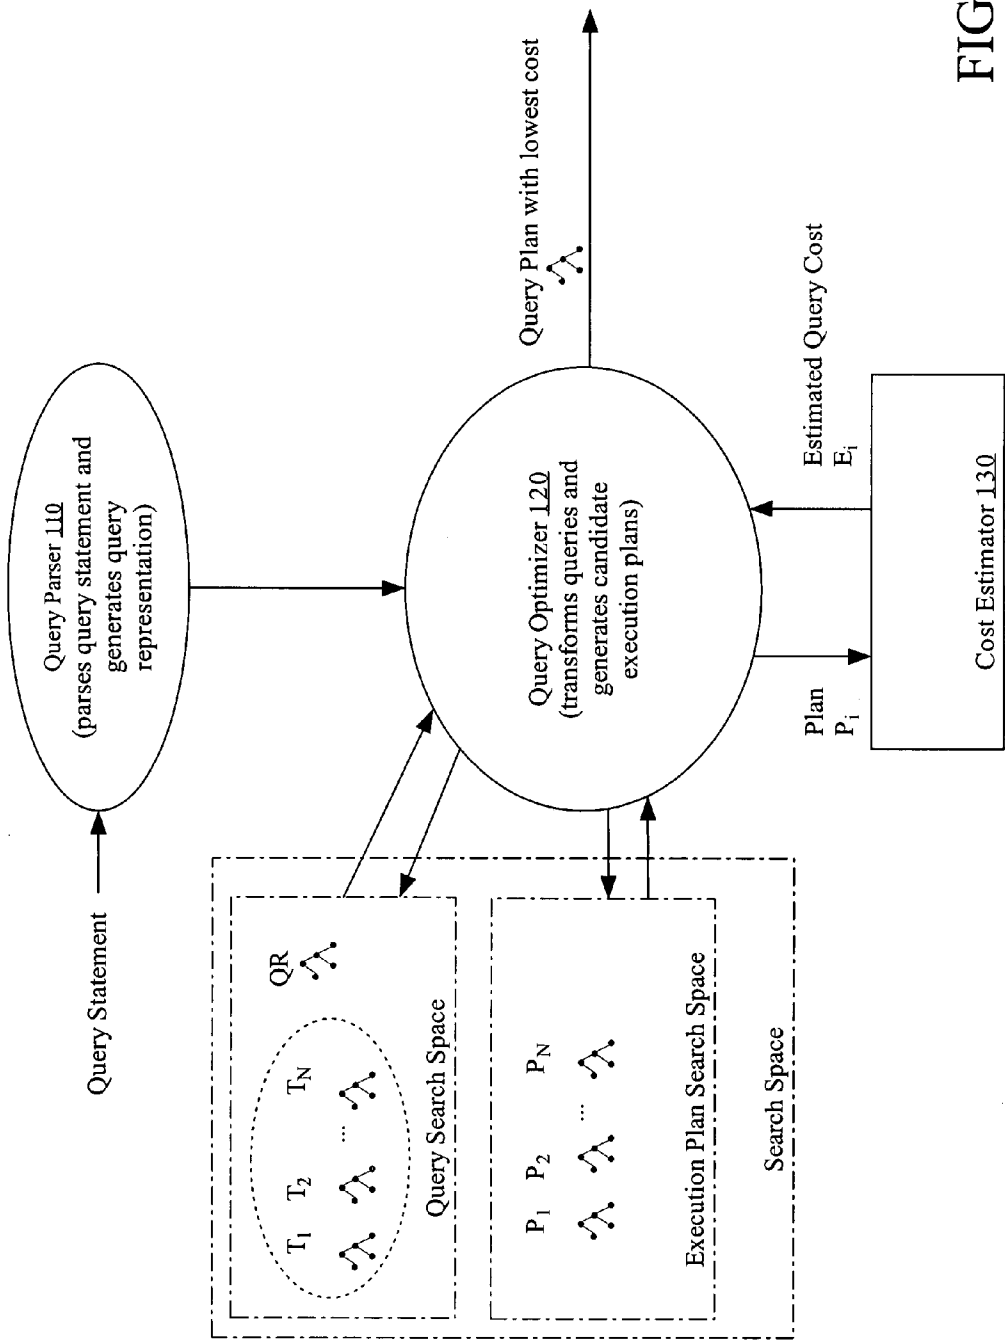 Query Statement
Query Parser 110
(parses query statement and
generates query
representation)
QR
T1 T2 ... TN
Query Search Space
P1 P2 ... PN
Execution Plan Search Space
Search Space
Query Optimizer 120
(transforms queries and
generates candidate
execution plans)
Query Plan with lowest cost
Plan
Pi
Estimated Query Cost
Ei
Cost Estimator 130
FIG